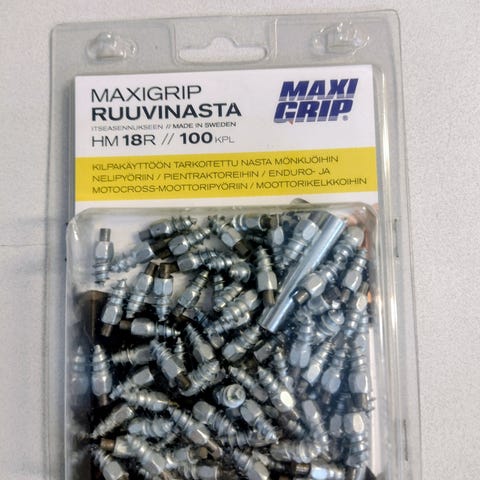 MAXIGRIP
RUUVINASTA
ITSEASENNUKSEEN // MADE IN SWEDEN
HM 18R // 100 KPL
MAXI
GRIP®
KILPAKÄYTTÖÖN TARKOITETTU NASTA MÖNKIJÖIHIN
NELIPYÖRIIN / PIENTRAKTOREIHIN / ENDURO- JA
MOTOCROSS-MOOTTORIPYÖRIIN / MOOTTORIKELKKOIHIN